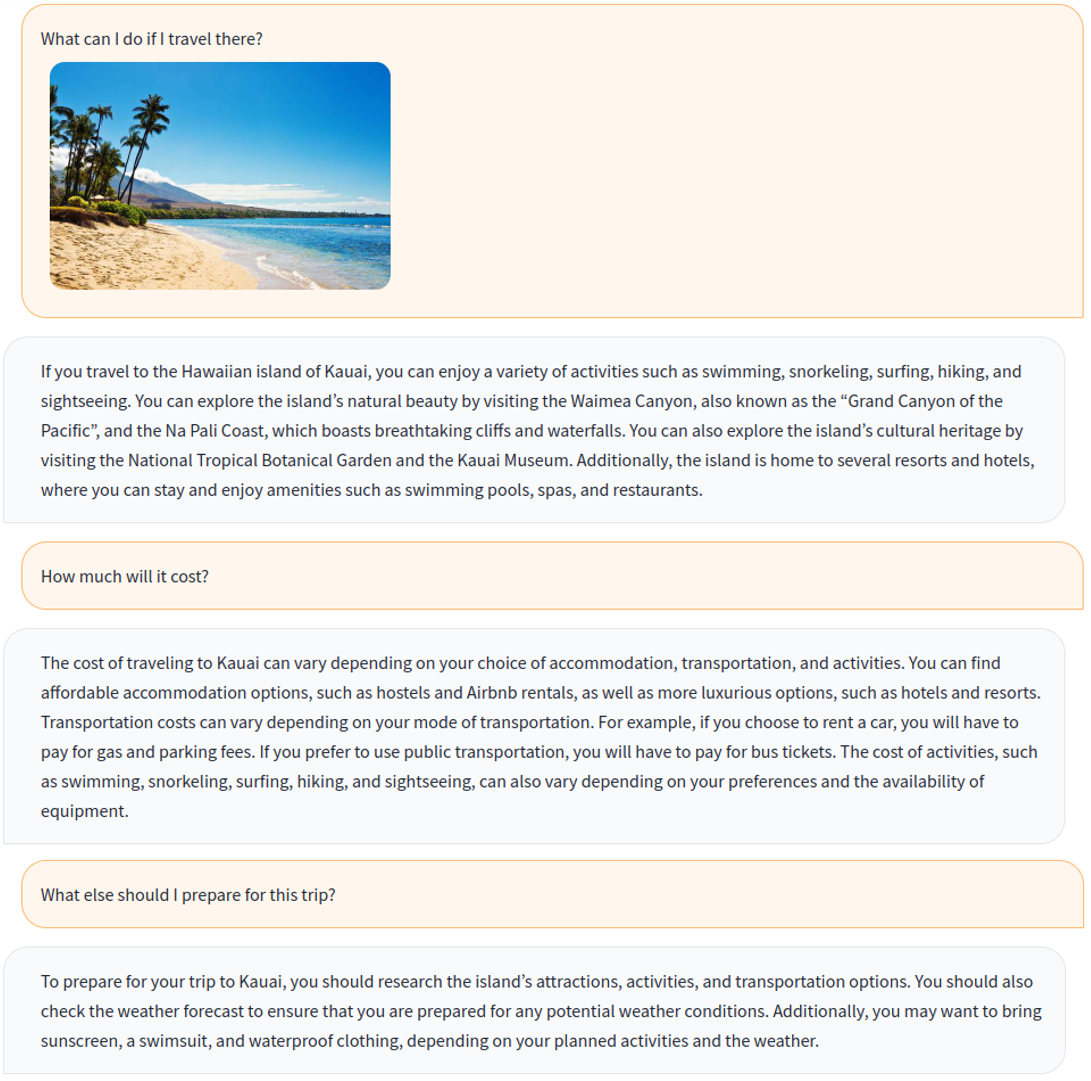 What can I do if I travel there?
If you travel to the Hawaiian island of Kauai, you can enjoy a variety of activities such as swimming, snorkeling, surfing, hiking, and
sightseeing. You can explore the island’s natural beauty by visiting the Waimea Canyon, also known as the “Grand Canyon of the
Pacific”, and the Na Pali Coast, which boasts breathtaking cliffs and waterfalls. You can also explore the island’s cultural heritage by
visiting the National Tropical Botanical Garden and the Kauai Museum. Additionally, the island is home to several resorts and hotels,
where you can stay and enjoy amenities such as swimming pools, spas, and restaurants.
How much will it cost?
The cost of traveling to Kauai can vary depending on your choice of accommodation, transportation, and activities. You can find
affordable accommodation options, such as hostels and Airbnb rentals, as well as more luxurious options, such as hotels and resorts.
Transportation costs can vary depending on your mode of transportation. For example, if you choose to rent a car, you will have to
pay for gas and parking fees. If you prefer to use public transportation, you will have to pay for bus tickets. The cost of activities, such
as swimming, snorkeling, surfing, hiking, and sightseeing, can also vary depending on your preferences and the availability of
equipment.
What else should I prepare for this trip?
To prepare for your trip to Kauai, you should research the island’s attractions, activities, and transportation options. You should also
check the weather forecast to ensure that you are prepared for any potential weather conditions. Additionally, you may want to bring
sunscreen, a swimsuit, and waterproof clothing, depending on your planned activities and the weather.